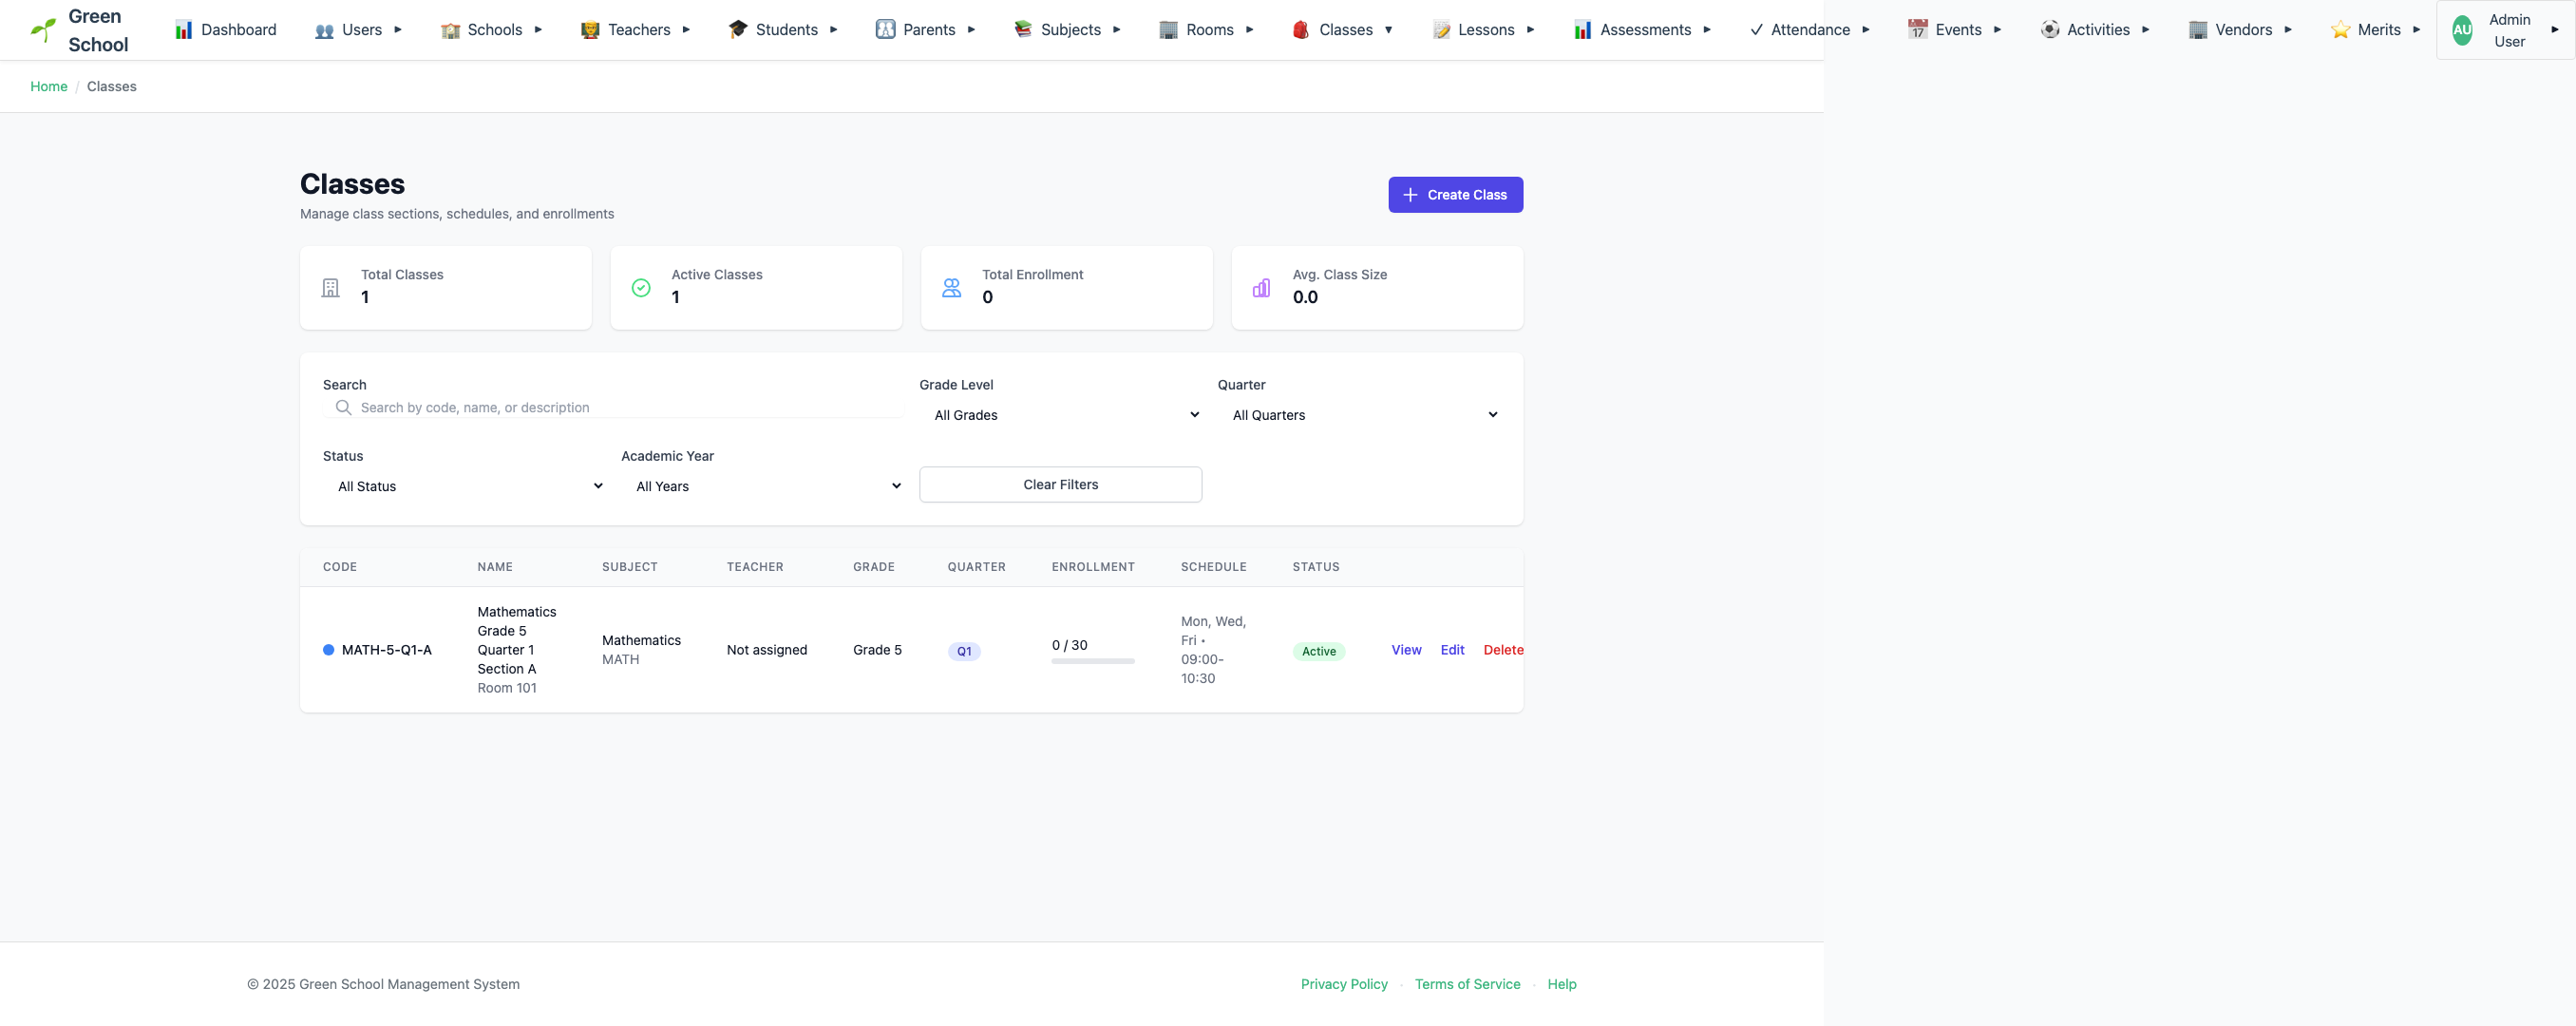 Green School
Dashboard
Users
Schools
Teachers
Students
Parents
Subjects
Rooms
Classes
Lessons
Assessments
Attendance
Events
Activities
Vendors
Merits
AU
Admin User
Home / Classes
Classes
Manage class sections, schedules, and enrollments
Create Class
Total Classes
1
Active Classes
1
Total Enrollment
0
Avg. Class Size
0.0
Search
Search by code, name, or description
Grade Level
All Grades
Quarter
All Quarters
Status
All Status
Academic Year
All Years
Clear Filters
CODE NAME SUBJECT TEACHER GRADE QUARTER ENROLLMENT SCHEDULE STATUS
MATH-5-Q1-A
Mathematics
Grade 5
Quarter 1
Section A
Room 101
Mathematics
MATH
Not assigned
Grade 5
Q1
0 / 30
Mon, Wed,
Fri •
09:00-
10:30
Active
View Edit Delete
© 2025 Green School Management System
Privacy Policy · Terms of Service · Help